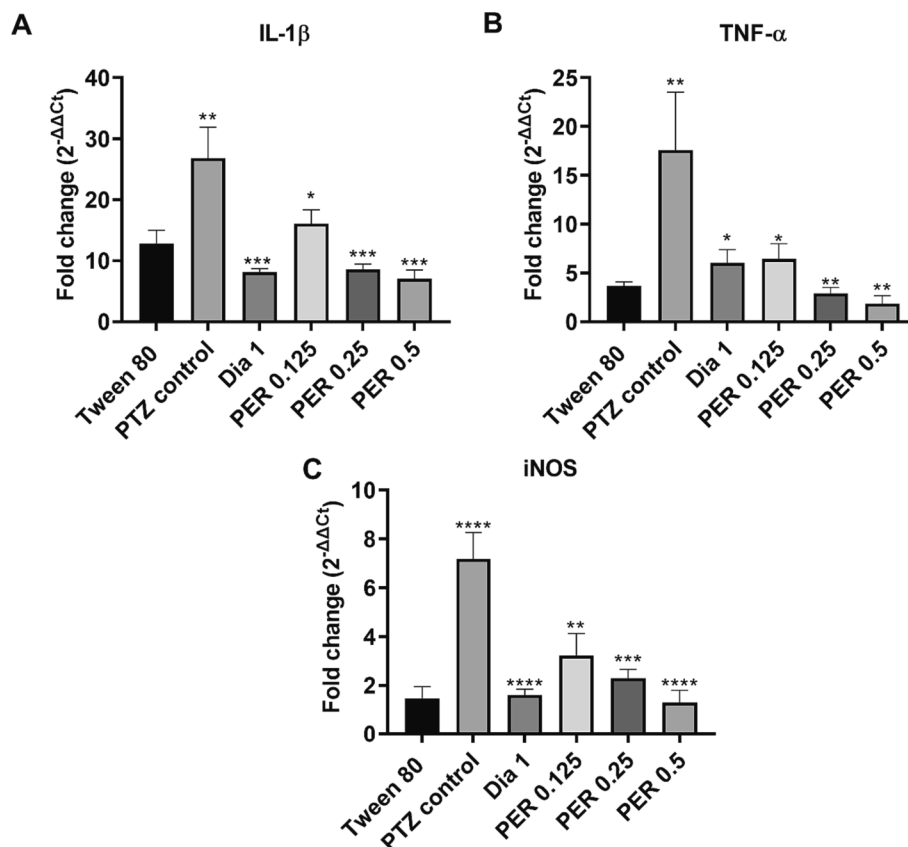 A
IL-1β
Fold change (2^-ΔΔCt)
40
30
20
10
0
**
***
*
***
***
Tween 80
PTZ control
Dia 1
PER 0.125
PER 0.25
PER 0.5
B
TNF-α
Fold change (2^-ΔΔCt)
25
20
15
10
5
0
**
*
*
**
**
Tween 80
PTZ control
Dia 1
PER 0.125
PER 0.25
PER 0.5
C
iNOS
Fold change (2^-ΔΔCt)
10
8
6
4
2
0
****
****
**
***
****
Tween 80
PTZ control
Dia 1
PER 0.125
PER 0.25
PER 0.5